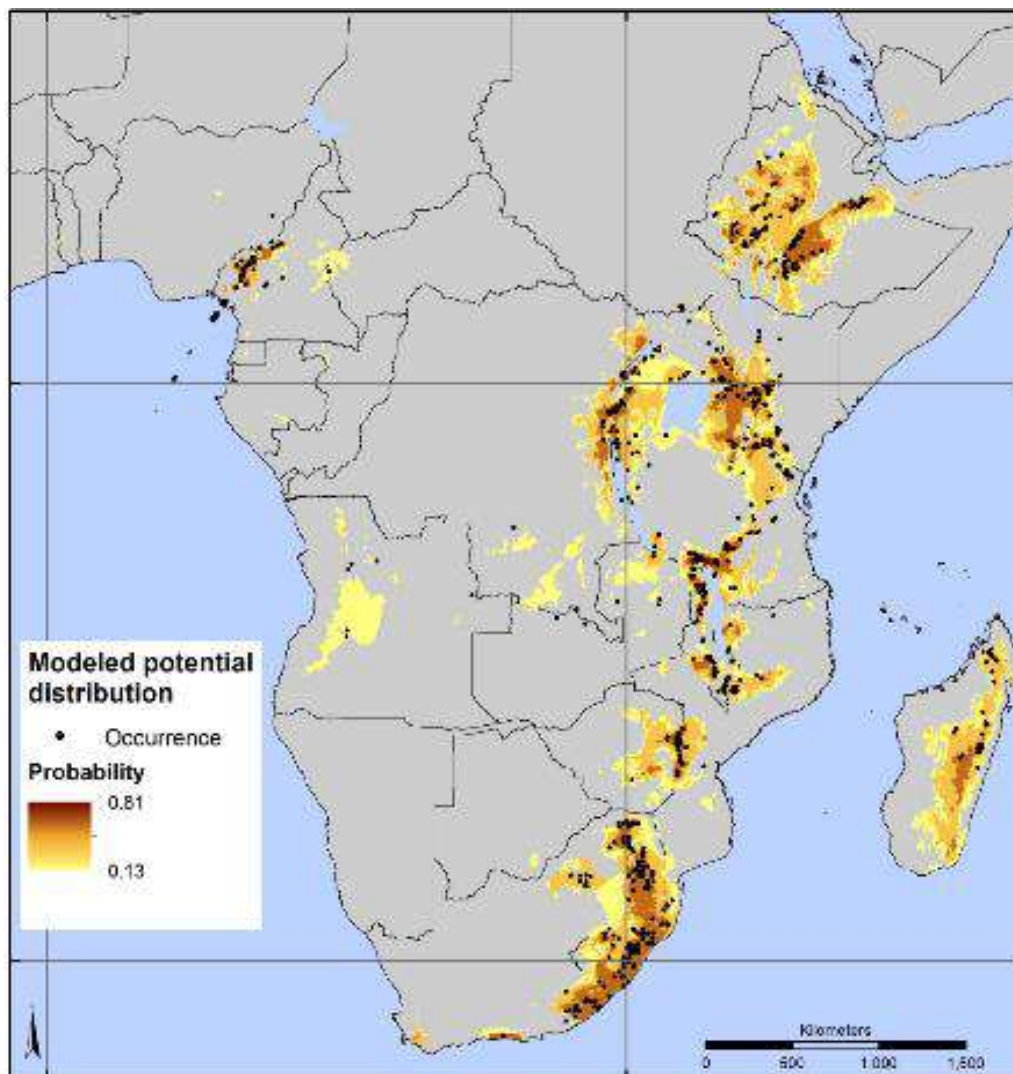 Modeled potential
distribution
Occurrence
Probability
0.81
0.13
Kilometers
0 500 1.000 1,500